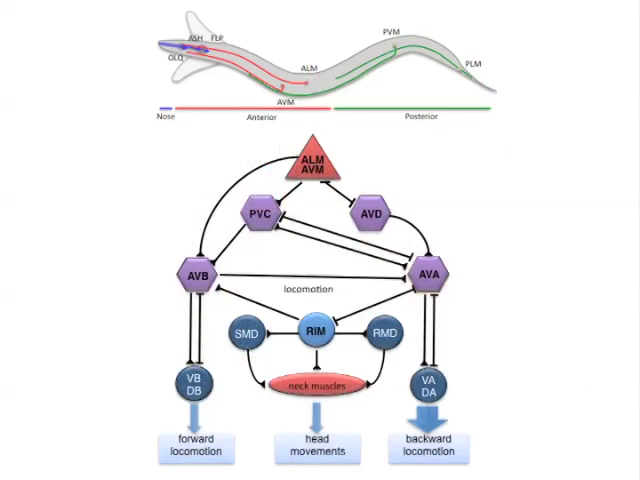 PVM
ASH FLP
OLQ
ALM
PLM
AVM
Nose
Anterior
Posterior
ALM
AVM
PVC
AVD
AVB
AVA
locomotion
SMD
RIM
RMD
VB
DB
neck muscles
VA
DA
forward
locomotion
head
movements
backward
locomotion